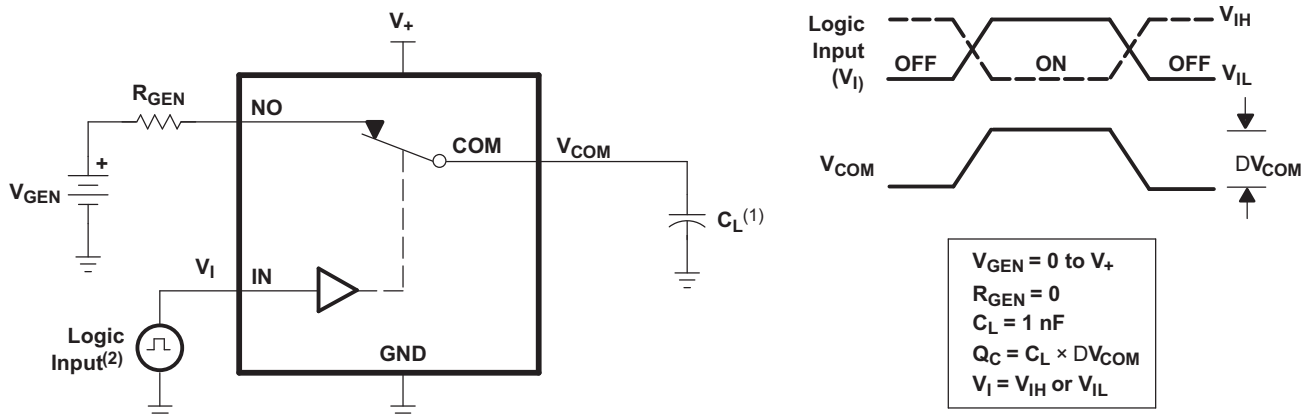 V+
RGEN
NO
COM
VCOM
VGEN
+
CL(1)
VI
IN
Logic
Input(2)
GND
Logic
Input
(VI)
OFF
ON
OFF
VIH
VIL
VCOM
DVCOM
VGEN = 0 to V+
RGEN = 0
CL = 1 nF
QC = CL × DVCOM
VI = VIH or VIL